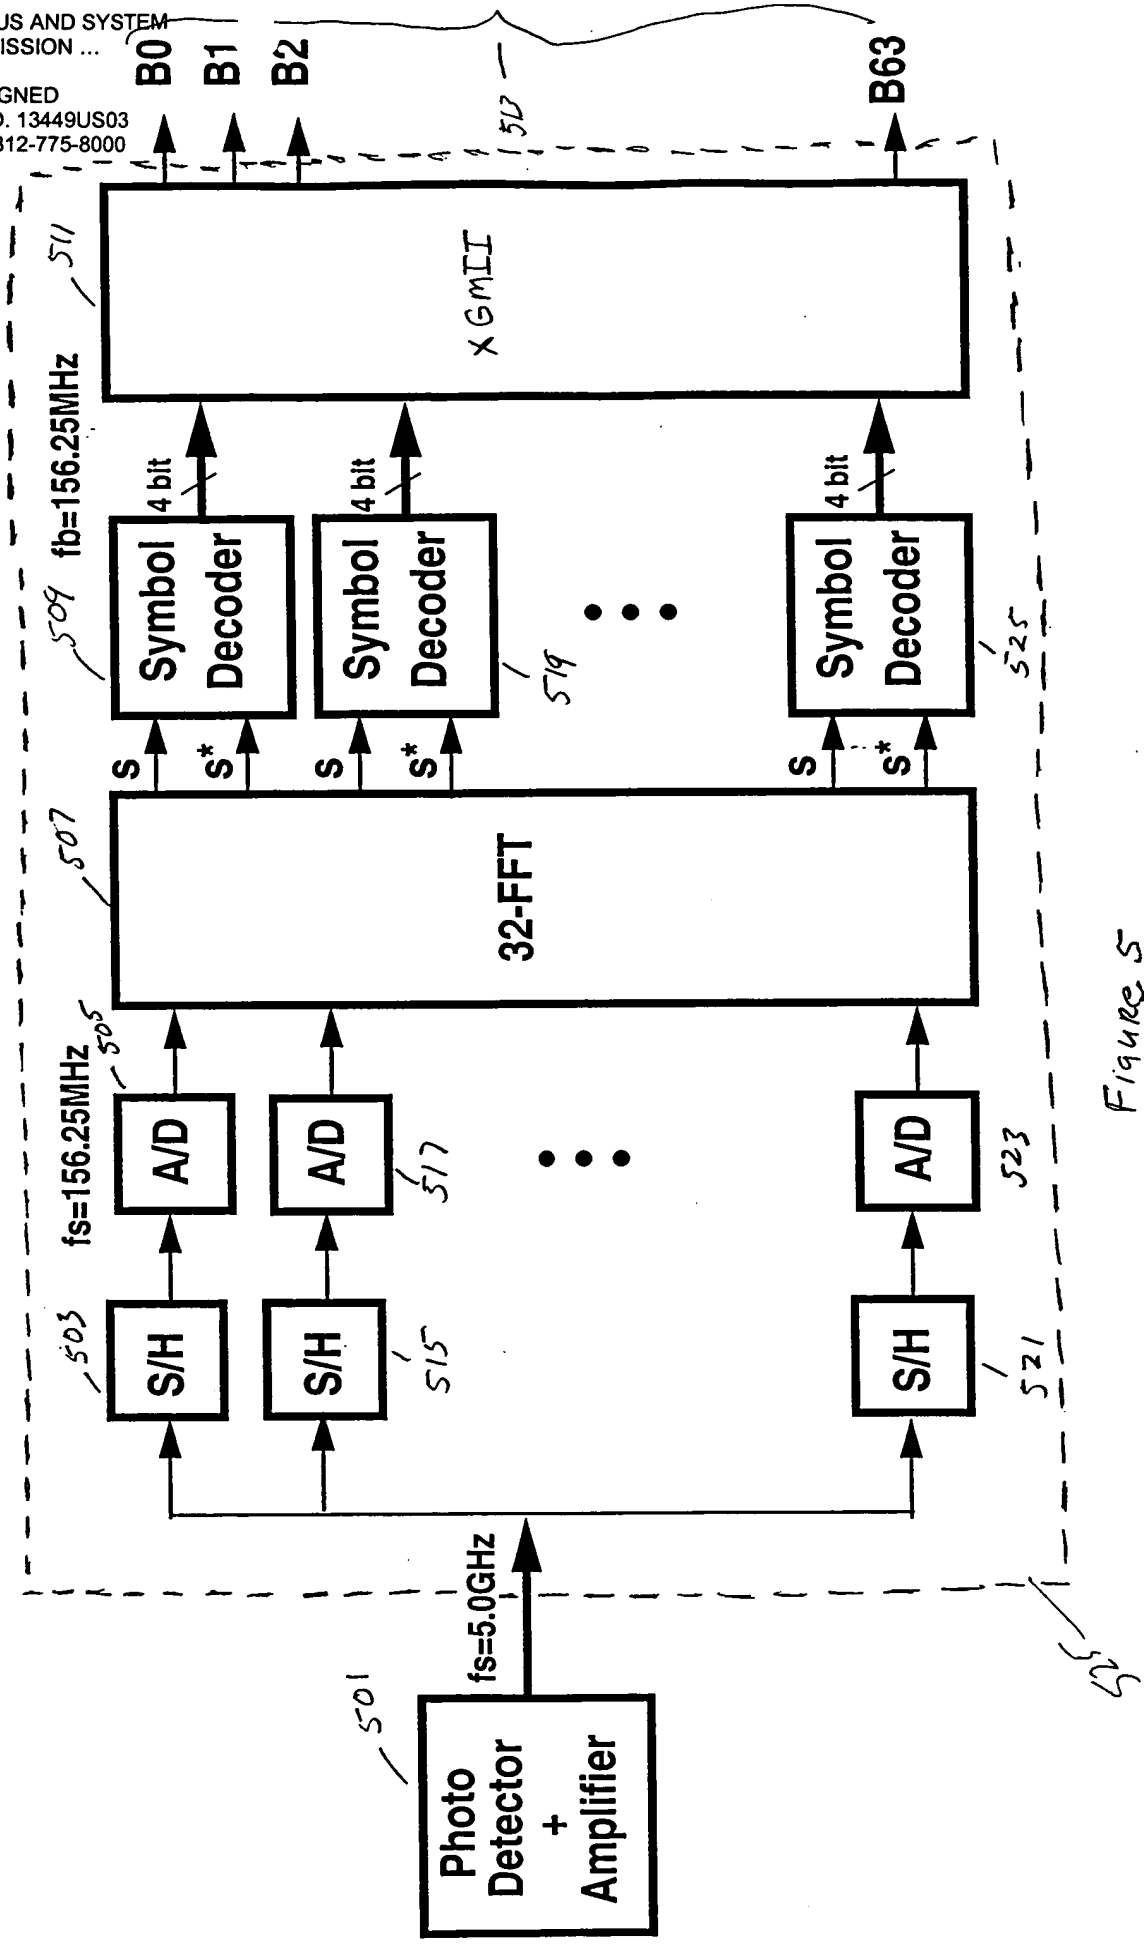 US AND SYSTEM
ISSION ...
GNED
. 13449US03
312-775-8000
B0
B1
B2
B63
513
511
XGMII
fb=156.25MHz
4 bit
4 bit
4 bit
509
Symbol
Decoder
Symbol
Decoder
519
Symbol
Decoder
525
s
s*
s
s*
s
s*
507
32-FFT
fs=156.25MHz
505
A/D
A/D
517
A/D
523
503
S/H
S/H
515
S/H
521
fs=5.0GHz
501
Photo
Detector
+
Amplifier
Figure 5